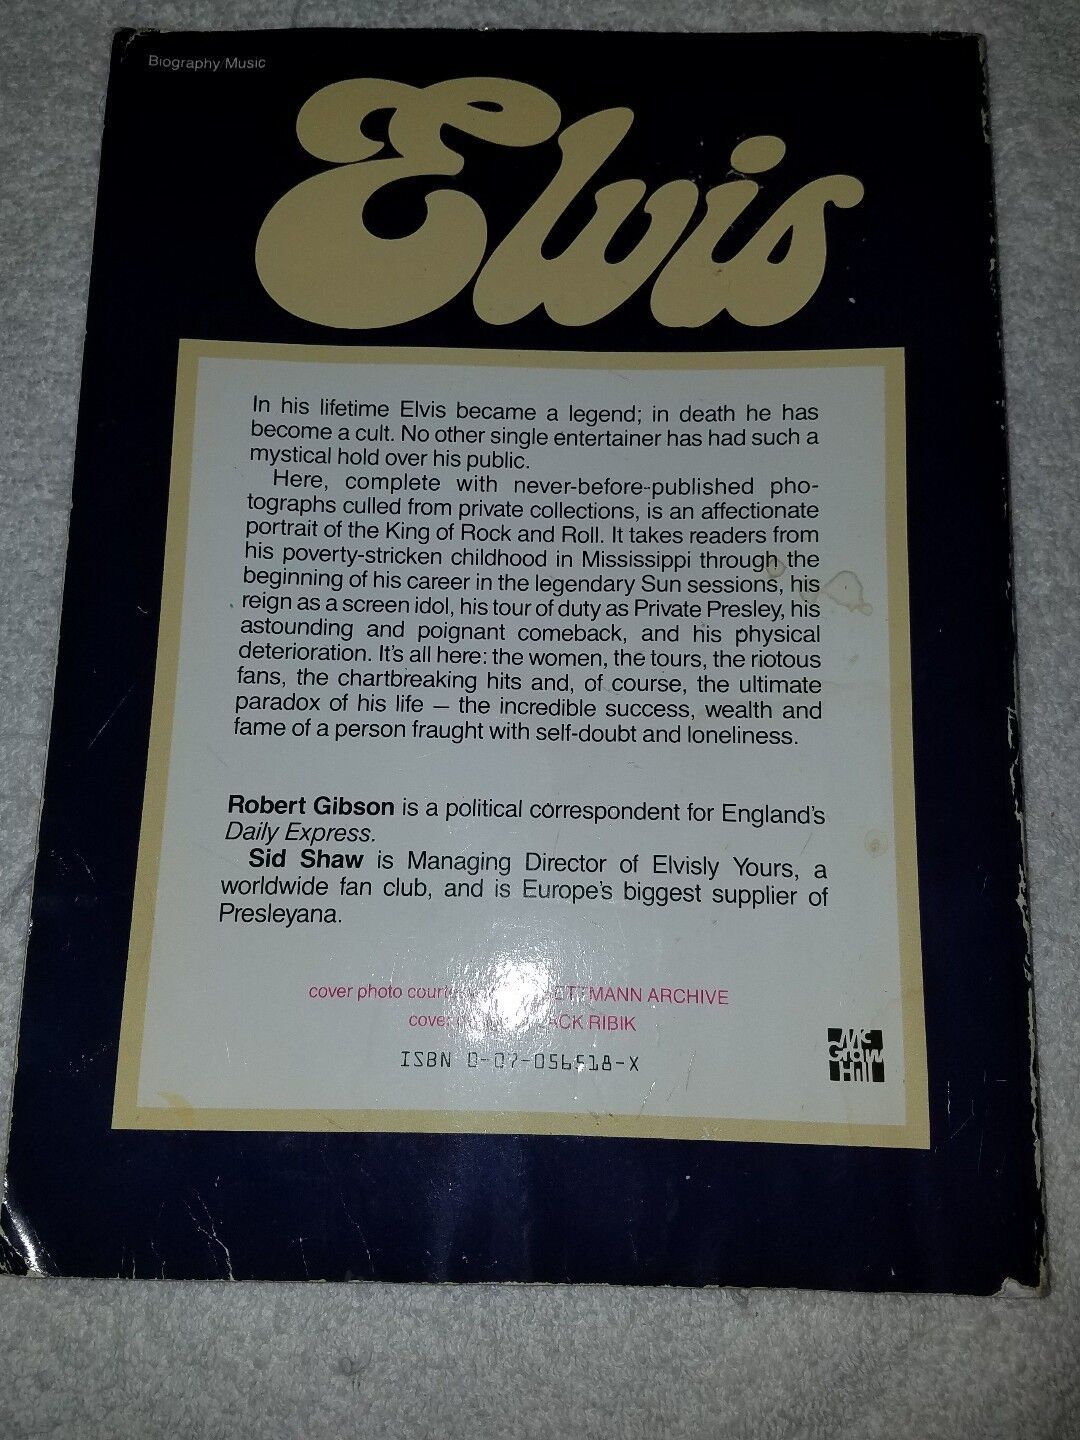 Biography/Music
Elvis
In his lifetime Elvis became a legend; in death he has
become a cult. No other single entertainer has had such a
mystical hold over his public.
Here, complete with never-before-published pho-
tographs culled from private collections, is an affectionate
portrait of the King of Rock and Roll. It takes readers from
his poverty-stricken childhood in Mississippi through the
beginning of his career in the legendary Sun sessions, his
reign as a screen idol, his tour of duty as Private Presley, his
astounding and poignant comeback, and his physical
deterioration. It's all here: the women, the tours, the riotous
fans, the chartbreaking hits and, of course, the ultimate
paradox of his life — the incredible success, wealth and
fame of a person fraught with self-doubt and loneliness.
Robert Gibson is a political correspondent for England's
Daily Express.
Sid Shaw is Managing Director of Elvisly Yours, a
worldwide fan club, and is Europe's biggest supplier of
Presleyana.
cover photo ARCHIVE
RIBIK
ISBN 0-07-056518-X
Mc
Graw
Hill